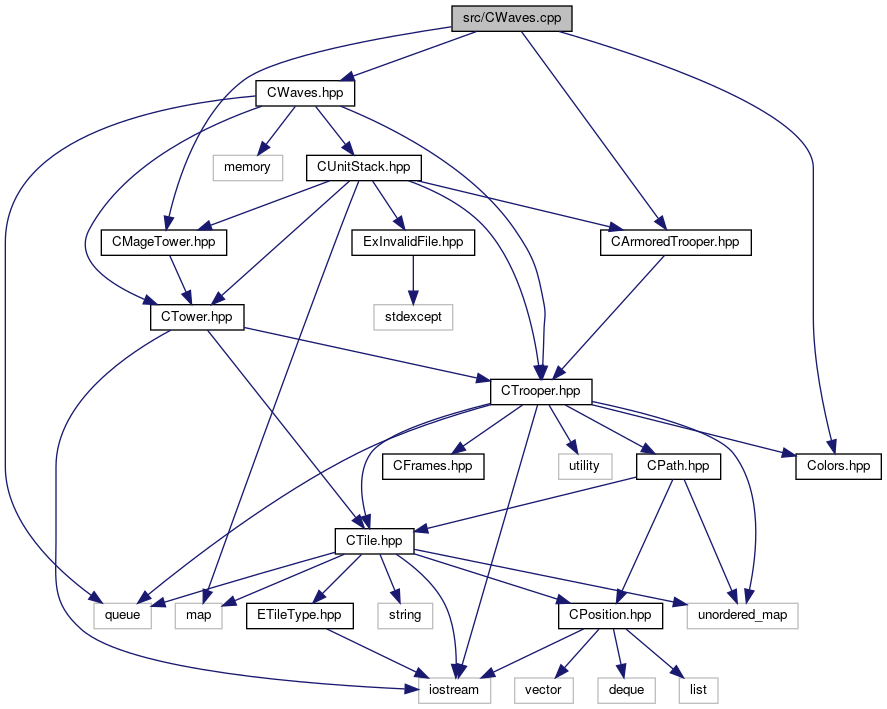 src/CWaves.cpp
CWaves.hpp
memory
CUnitStack.hpp
CMageTower.hpp
ExInvalidFile.hpp
CArmoredTrooper.hpp
CTower.hpp
stdexcept
CTrooper.hpp
CFrames.hpp
utility
CPath.hpp
Colors.hpp
CTile.hpp
queue
map
ETileType.hpp
string
CPosition.hpp
unordered_map
iostream
vector
deque
list